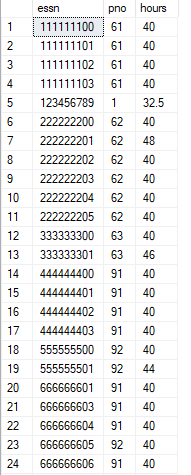 essn pno hours
1 111111100 61 40
2 111111101 61 40
3 111111102 61 40
4 111111103 61 40
5 123456789 1 32.5
6 222222200 62 40
7 222222201 62 48
8 222222202 62 40
9 222222203 62 40
10 222222204 62 40
11 222222205 62 40
12 333333300 63 40
13 333333301 63 46
14 444444400 91 40
15 444444401 91 40
16 444444402 91 40
17 444444403 91 40
18 555555500 92 40
19 555555501 92 44
20 666666601 91 40
21 666666603 91 40
22 666666604 91 40
23 666666605 92 40
24 666666606 91 40